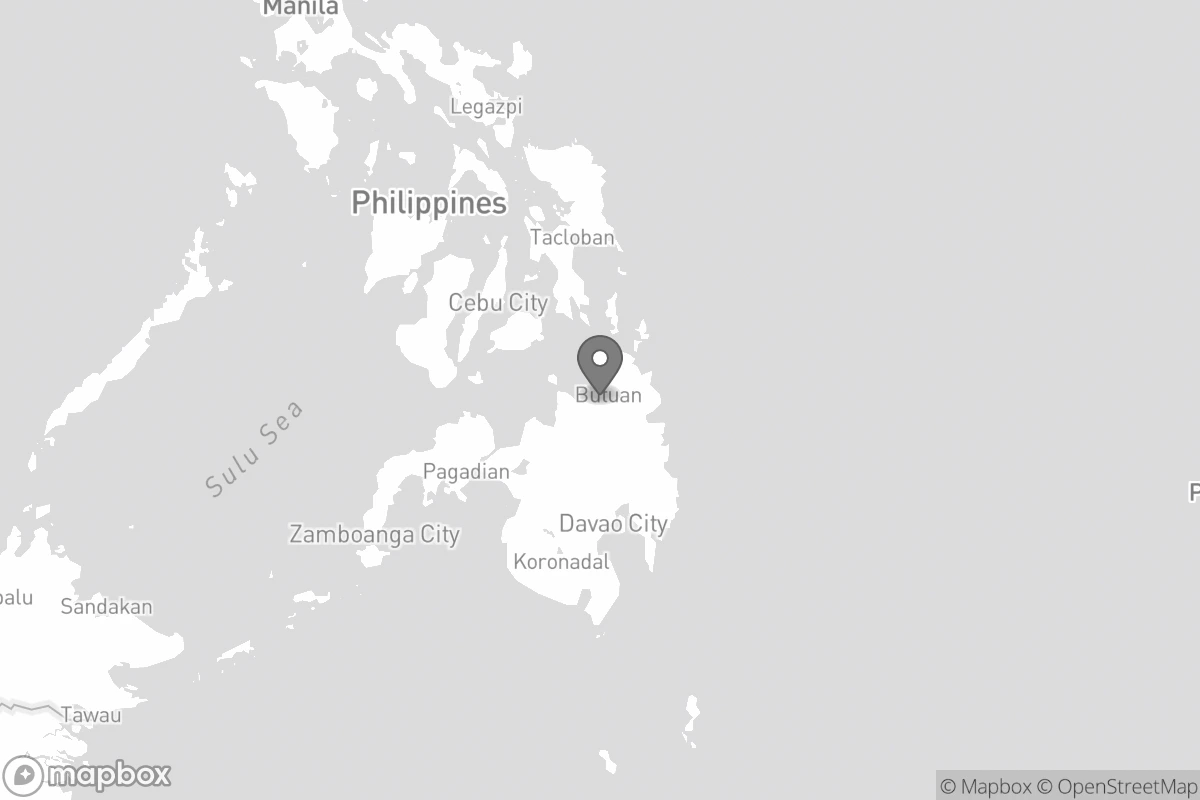 Manila
Legazpi
Philippines
Tacloban
Cebu City
Butuan
Sulu Sea
Pagadian
P
Davao City
Zamboanga City
Koronadal
balu
Sandakan
Tawau
mapbox
© Mapbox © OpenStreetMap